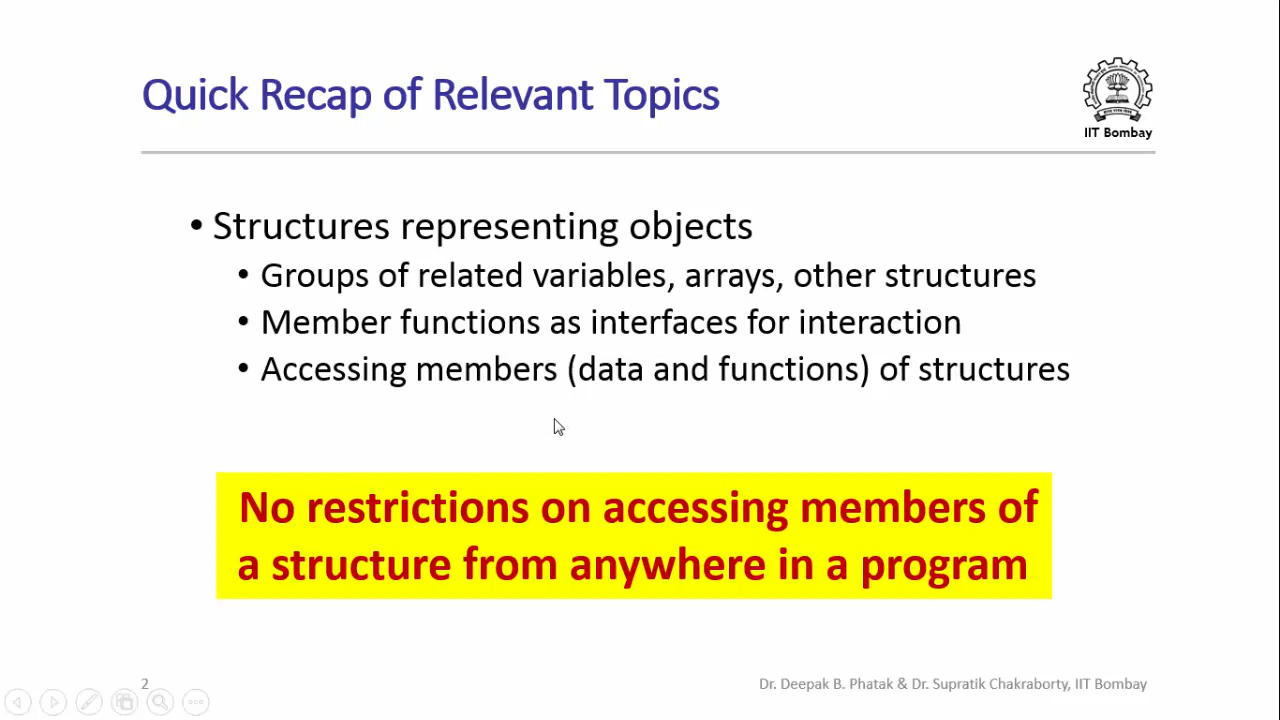 Quick Recap of Relevant Topics
IIT Bombay
• Structures representing objects
• Groups of related variables, arrays, other structures
• Member functions as interfaces for interaction
• Accessing members (data and functions) of structures
No restrictions on accessing members of
a structure from anywhere in a program
2
Dr. Deepak B. Phatak & Dr. Supratik Chakraborty, IIT Bombay